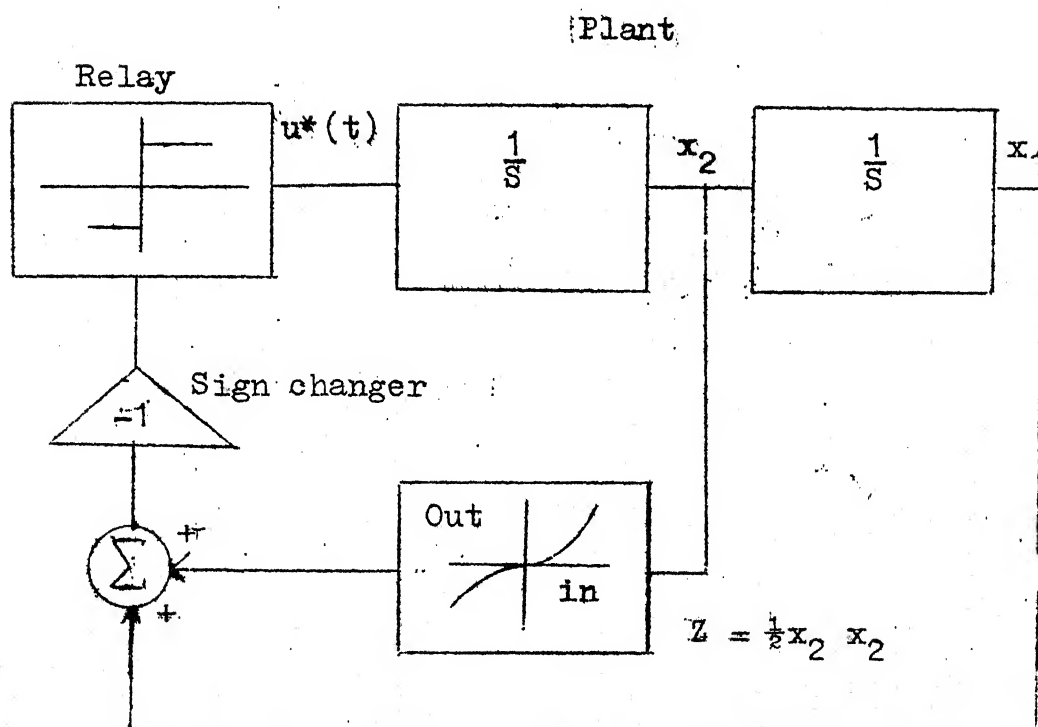 Plant
Relay
u*(t)
1/S
x₂
1/S
x
Sign changer
-1
Out
in
+
Σ
+
Z = ½x₂ x₂